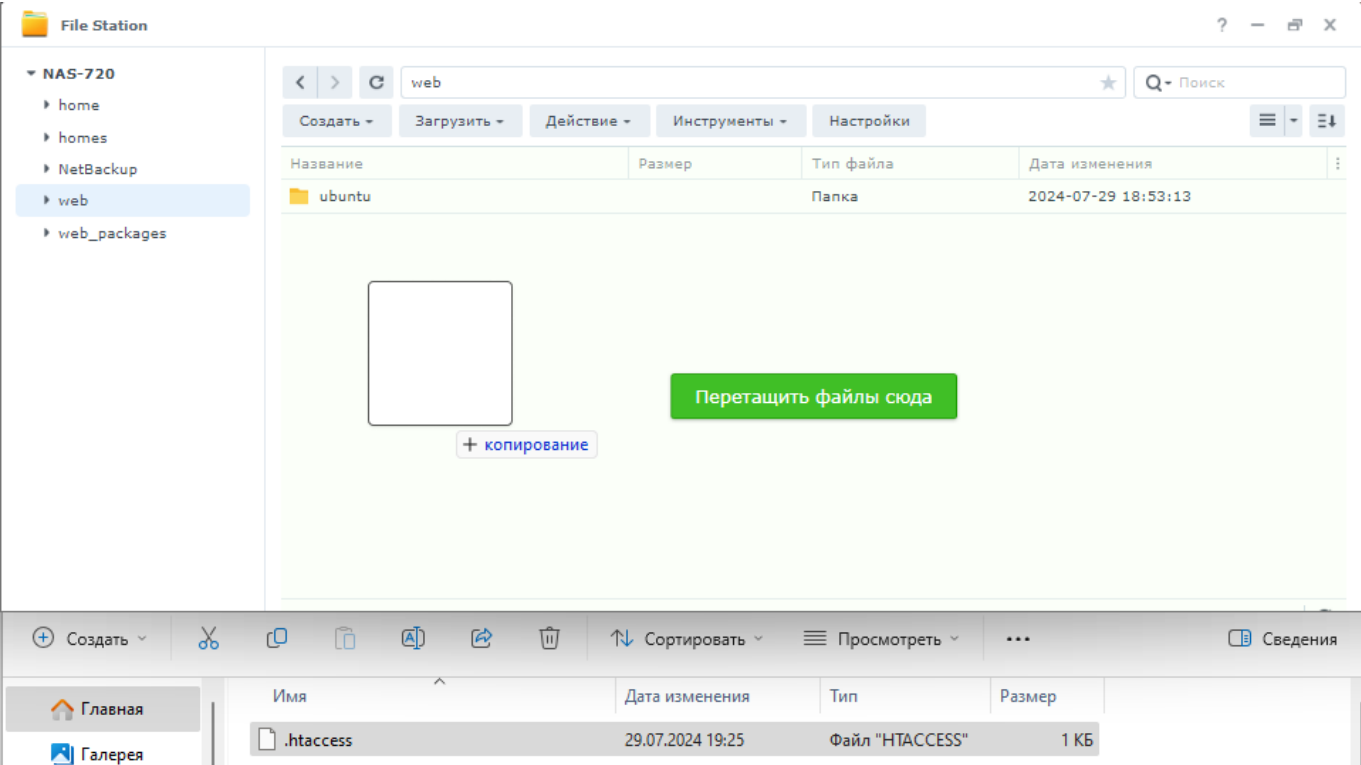 File Station
NAS-720
home
homes
NetBackup
web
web_packages
web
Поиск
Создать Загрузить Действие Инструменты Настройки
Название Размер Тип файла Дата изменения
ubuntu Папка 2024-07-29 18:53:13
Перетащить файлы сюда
+ копирование
Создать Сортировать Просмотреть ... Сведения
Главная
Галерея
Имя Дата изменения Тип Размер
.htaccess 29.07.2024 19:25 Файл "HTACCESS" 1 КБ